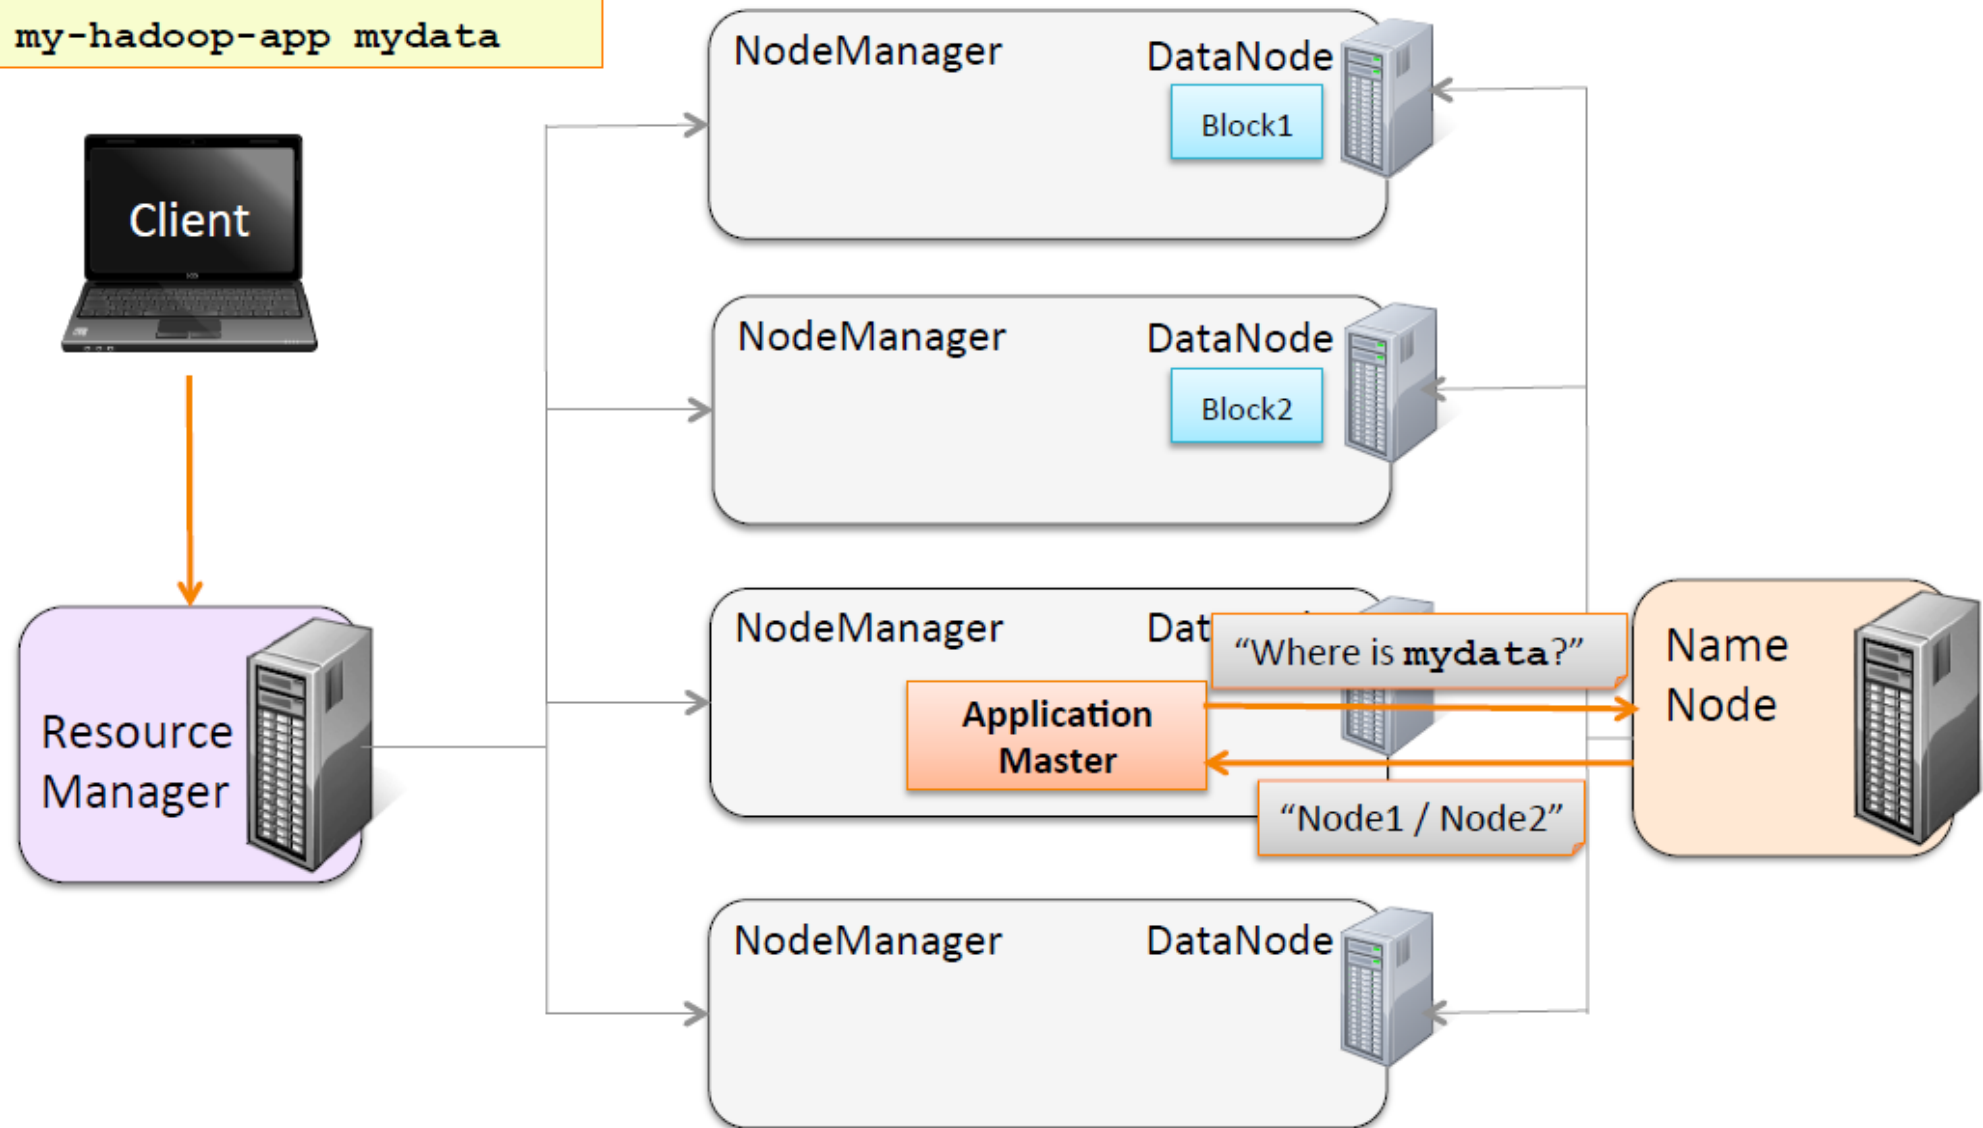 my-hadoop-app mydata
Client
Resource
Manager
NodeManager
DataNode
Block1
NodeManager
DataNode
Block2
NodeManager
Dat
“Where is mydata?”
Application
Master
“Node1 / Node2”
NodeManager
DataNode
Name
Node